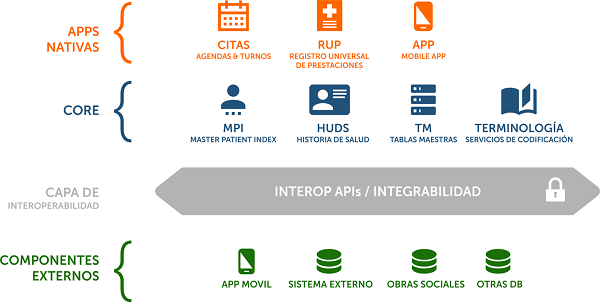 APPS
NATIVAS
CITAS
AGENDAS & TURNOS
RUP
REGISTRO UNIVERSAL
DE PRESTACIONES
APP
MOBILE APP
CORE
MPI
MASTER PATIENT INDEX
HUDS
HISTORIA DE SALUD
TM
TABLAS MAESTRAS
TERMINOLOGÍA
SERVICIOS DE CODIFICACIÓN
CAPA DE
INTEROPERABILIDAD
INTEROP APIs / INTEGRABILIDAD
COMPONENTES
EXTERNOS
APP MOVIL
SISTEMA EXTERNO
OBRAS SOCIALES
OTRAS DB